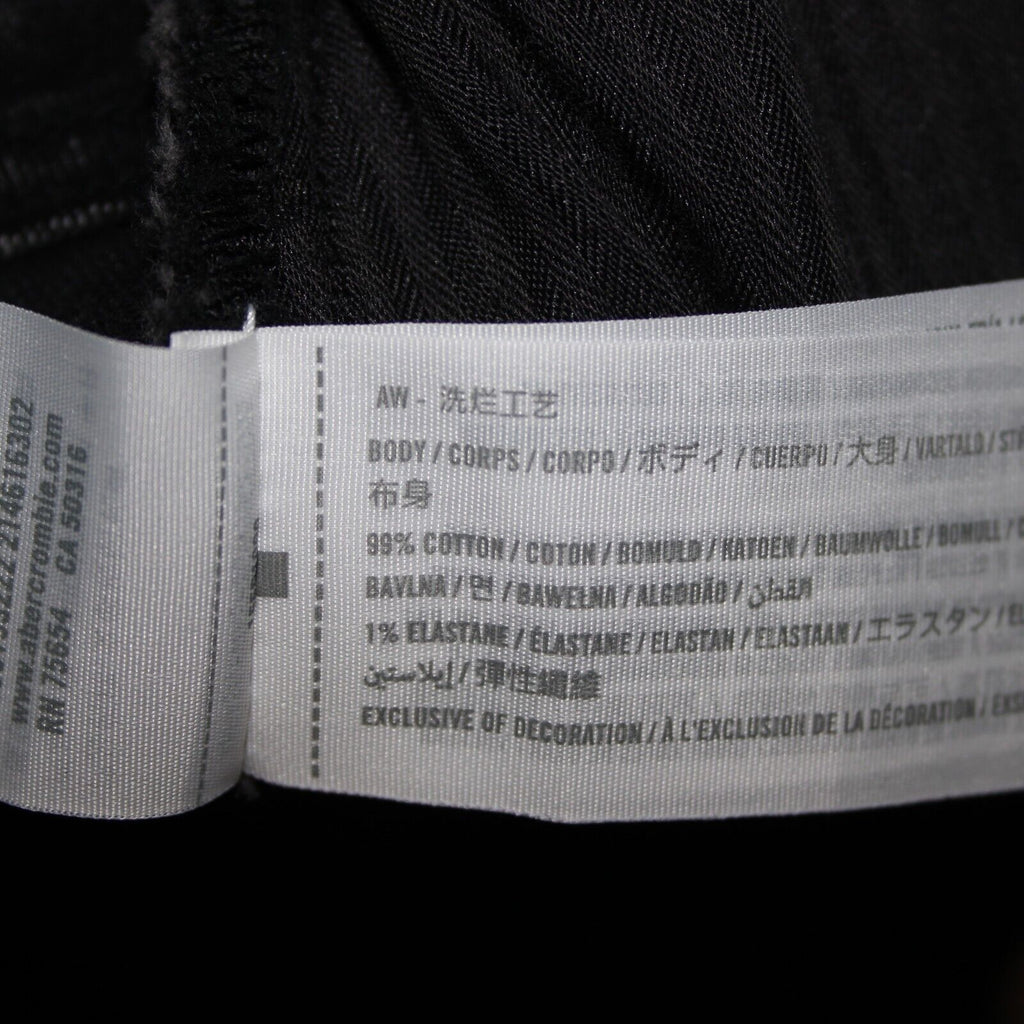 214616302
www.abercrombie.com
RN 75654 CA 50316
AW - 洗烂工艺
BODY / CORPS / CORPO / ボディ / CUERPO / 大身 / VARTALO /
布身
99% COTTON / COTON / BOMULD / KATOEN / BAUMWOLLE / BOMULL /
BAVLNA / 면 / BAWEŁNA / ALGODÃO / القطن
1% ELASTANE / ÉLASTANE / ELASTAN / ELASTAAN / エラスタン /
إيلاستين / 彈性纖維
EXCLUSIVE OF DECORATION / À L'EXCLUSION DE LA DÉCORATION /